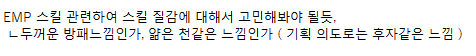 EMP 스킬 관련하여 스킬 질감에 대해서 고민해봐야 될듯,
ㄴ두꺼운 방패느낌인가, 얇은 천같은 느낌인가 ( 기획 의도로는 후자같은 느낌 )